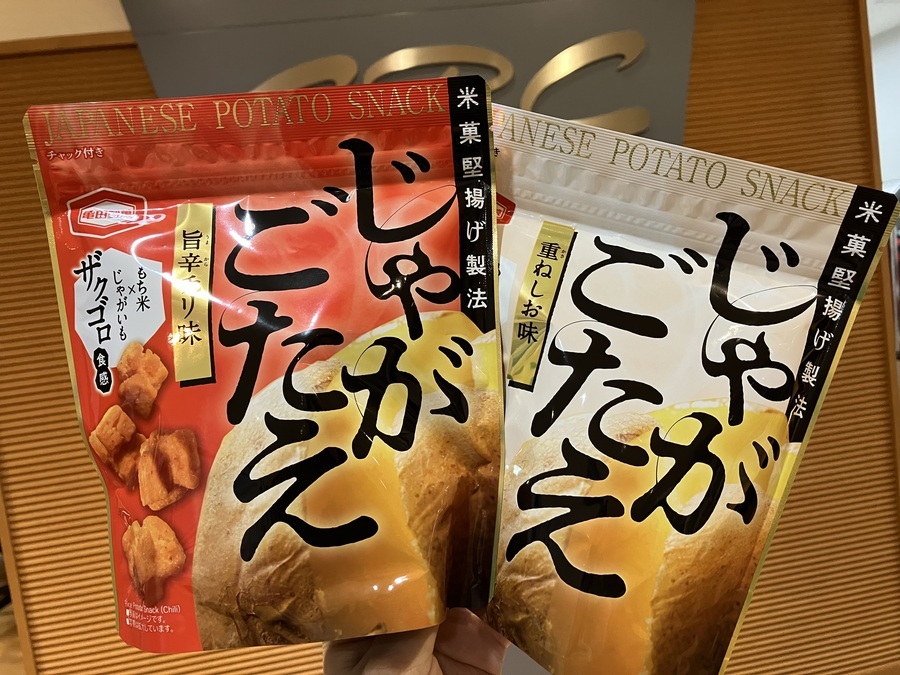 JAPANESE POTATO SNACK
チャック付き
米菓堅揚げ製法
じゃが
ごたえ
旨辛
リ味
もち米
×
じゃがいも
ザクゴロ
食感
Potato Snack (Chili)
JAPANESE POTATO SNACK
米菓堅揚げ製法
じゃが
ごたえ
重ねしお味